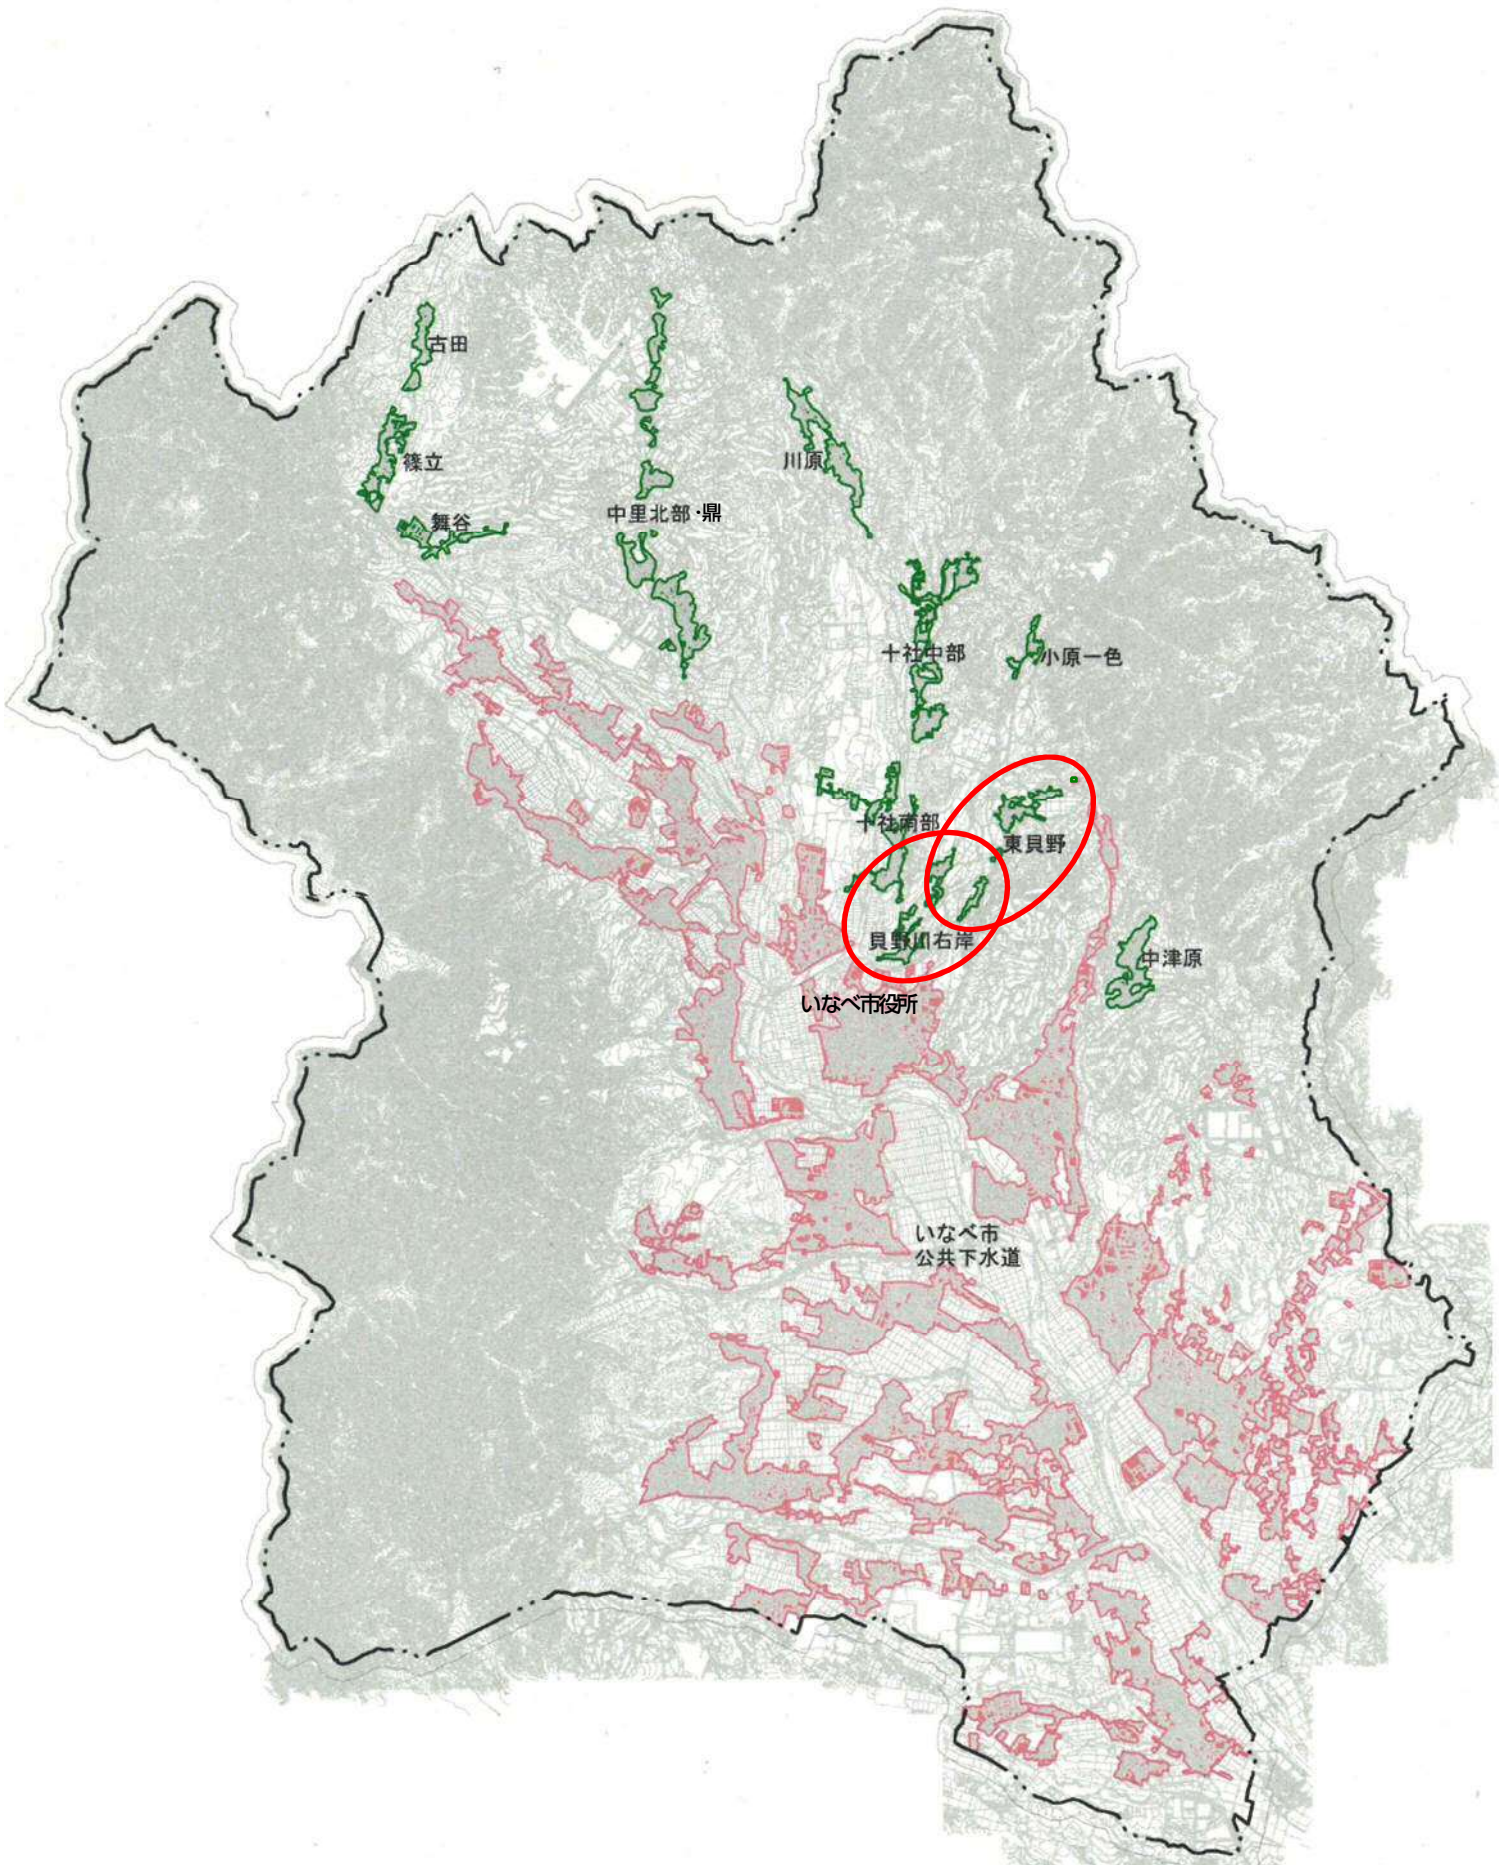 古田
篠立
川原
舞谷
中里北部・鼎
十社中部
小原一色
十社南部
東貝野
貝野川右岸
中津原
いなべ市役所
いなべ市
公共下水道